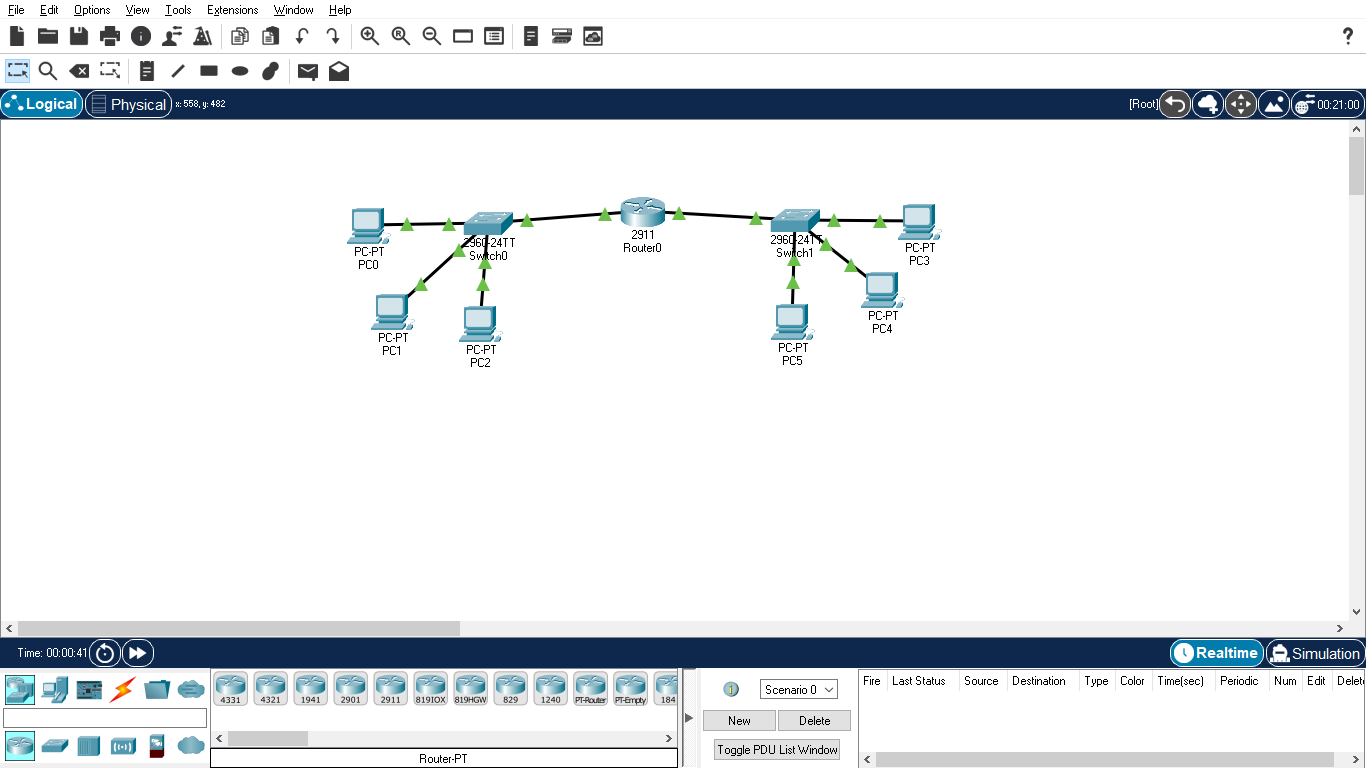 File Edit Options View Tools Extensions Window Help
?
Logical Physical x: 558, y: 482 [Root] 00:21:00
PC-PT
PC0
2960-24TT
Switch0
2911
Router0
2960-24TT
Switch1
PC-PT
PC3
PC-PT
PC1
PC-PT
PC2
PC-PT
PC5
PC-PT
PC4
Time: 00:00:41 Realtime Simulation
4331 4321 1941 2901 2911 819IOX 819HGW 829 1240 PT-Router PT-Empty 184
Router-PT
Scenario 0
New Delete
Toggle PDU List Window
Fire Last Status Source Destination Type Color Time(sec) Periodic Num Edit Delet